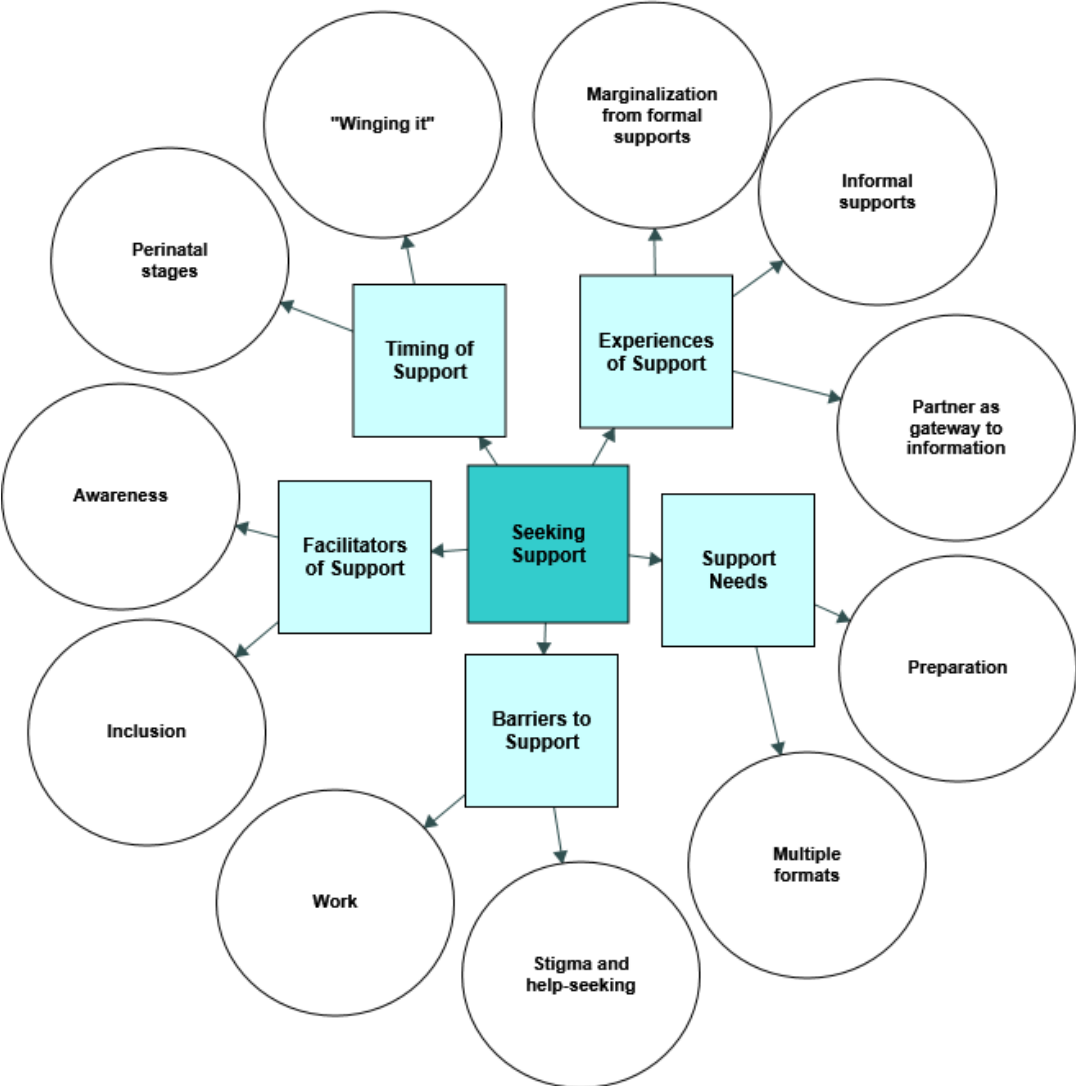 "Winging it"
Marginalization
from formal
supports
Informal
supports
Perinatal
stages
Timing of
Support
Experiences
of Support
Partner as
gateway to
information
Awareness
Facilitators
of Support
Seeking
Support
Support
Needs
Preparation
Inclusion
Barriers to
Support
Work
Multiple
formats
Stigma and
help-seeking